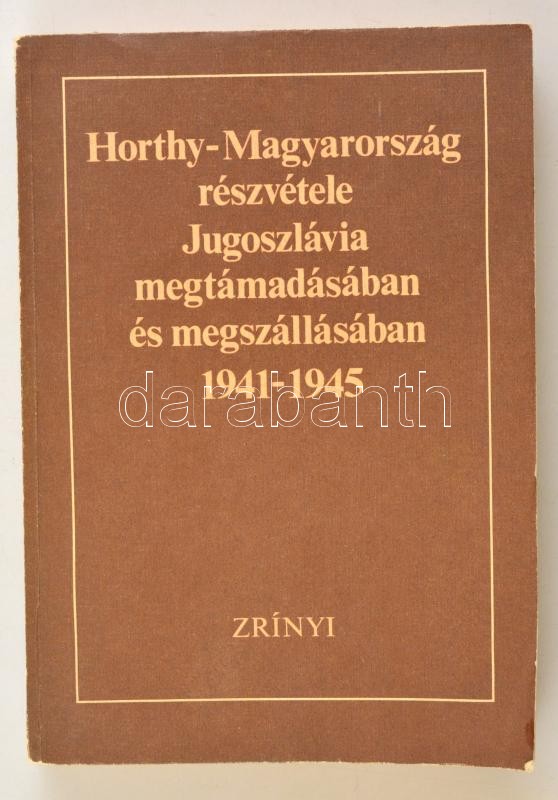 Horthy-Magyarország
részvétele
Jugoszlávia
megtámadásában
és megszállásában
1941-1945
darabanth
ZRÍNYI